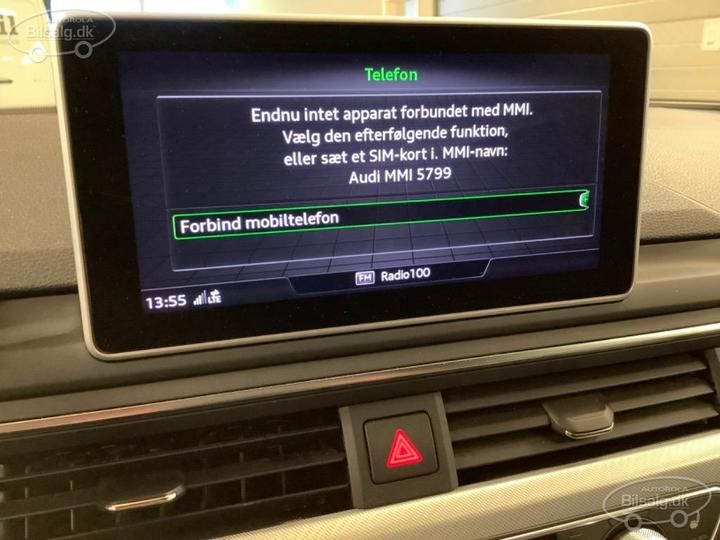 AUTOROLA
Bilsalg.dk
Telefon
Endnu intet apparat forbundet med MMI.
Vælg den efterfølgende funktion,
eller sæt et SIM-kort i. MMI-navn:
Audi MMI 5799
Forbind mobiltelefon
FM Radio100
13:55 LTE
AUTOROLA
Bilsalg.dk